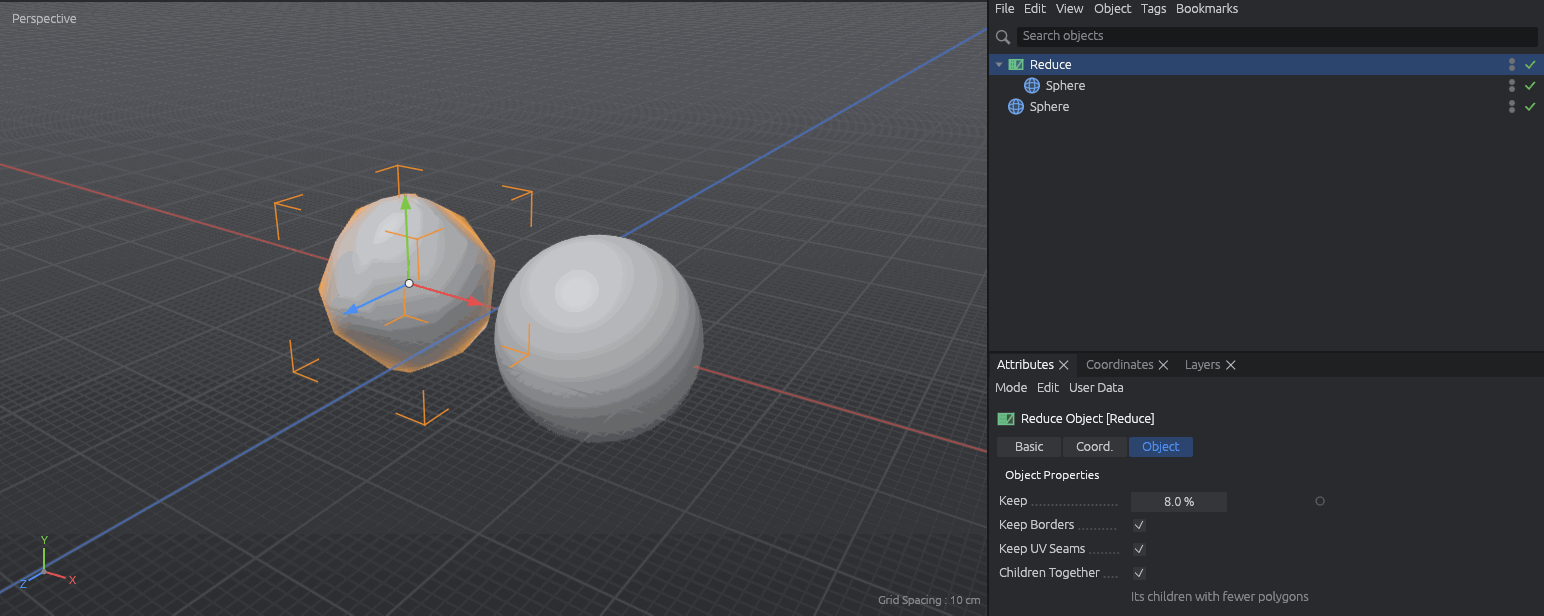 Perspective
Y
X
Z
Grid Spacing : 10 cm
File Edit View Object Tags Bookmarks
Search objects
Reduce
Sphere
Sphere
Attributes Coordinates Layers
Mode Edit User Data
Reduce Object [Reduce]
Basic Coord. Object
Object Properties
Keep 8.0 %
Keep Borders
Keep UV Seams
Children Together
Its children with fewer polygons